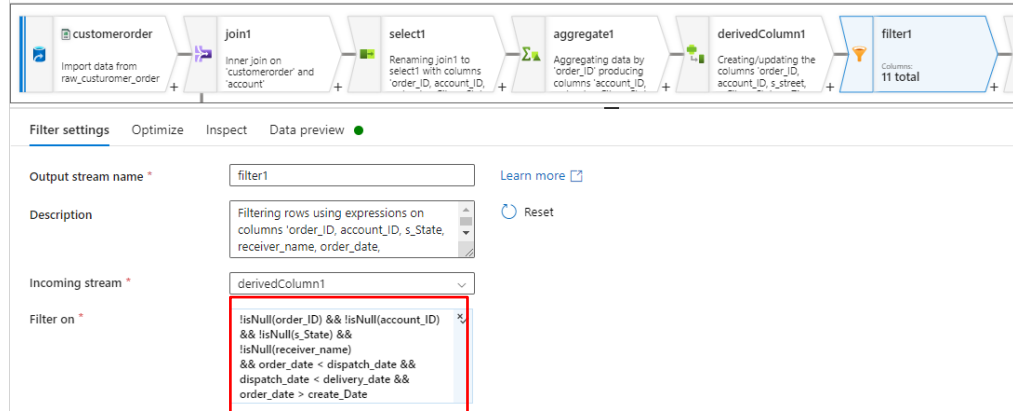 customerorder
Import data from
raw_custuromer_order
+
join1
Inner join on
'customerorder' and
'account'
+
select1
Renaming join1 to
select1 with columns
'order_ID, account_ID,
+
aggregate1
Aggregating data by
'order_ID' producing
columns 'account_ID,
+
derivedColumn1
Creating/updating the
columns 'order_ID,
account_ID, s_street,
+
filter1
Columns:
11 total
+
Filter settings Optimize Inspect Data preview
Output stream name * filter1 Learn more
Description Filtering rows using expressions on
columns 'order_ID, account_ID, s_State,
receiver_name, order_date,
Reset
Incoming stream * derivedColumn1
Filter on * !isNull(order_ID) && !isNull(account_ID)
&& !isNull(s_State) &&
!isNull(receiver_name)
&& order_date < dispatch_date &&
dispatch_date < delivery_date &&
order_date > create_Date